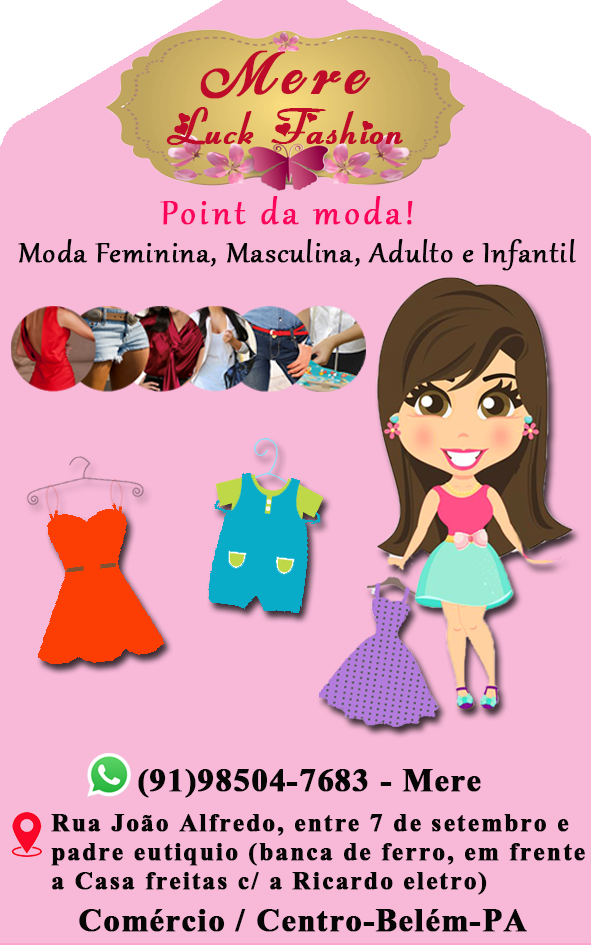 Mere
Luck Fashion
Point da moda!
Moda Feminina, Masculina, Adulto e Infantil
(91)98504-7683 - Mere
Rua João Alfredo, entre 7 de setembro e
padre eutiquio (banca de ferro, em frente
a Casa freitas c/ a Ricardo eletro)
Comércio / Centro-Belém-PA